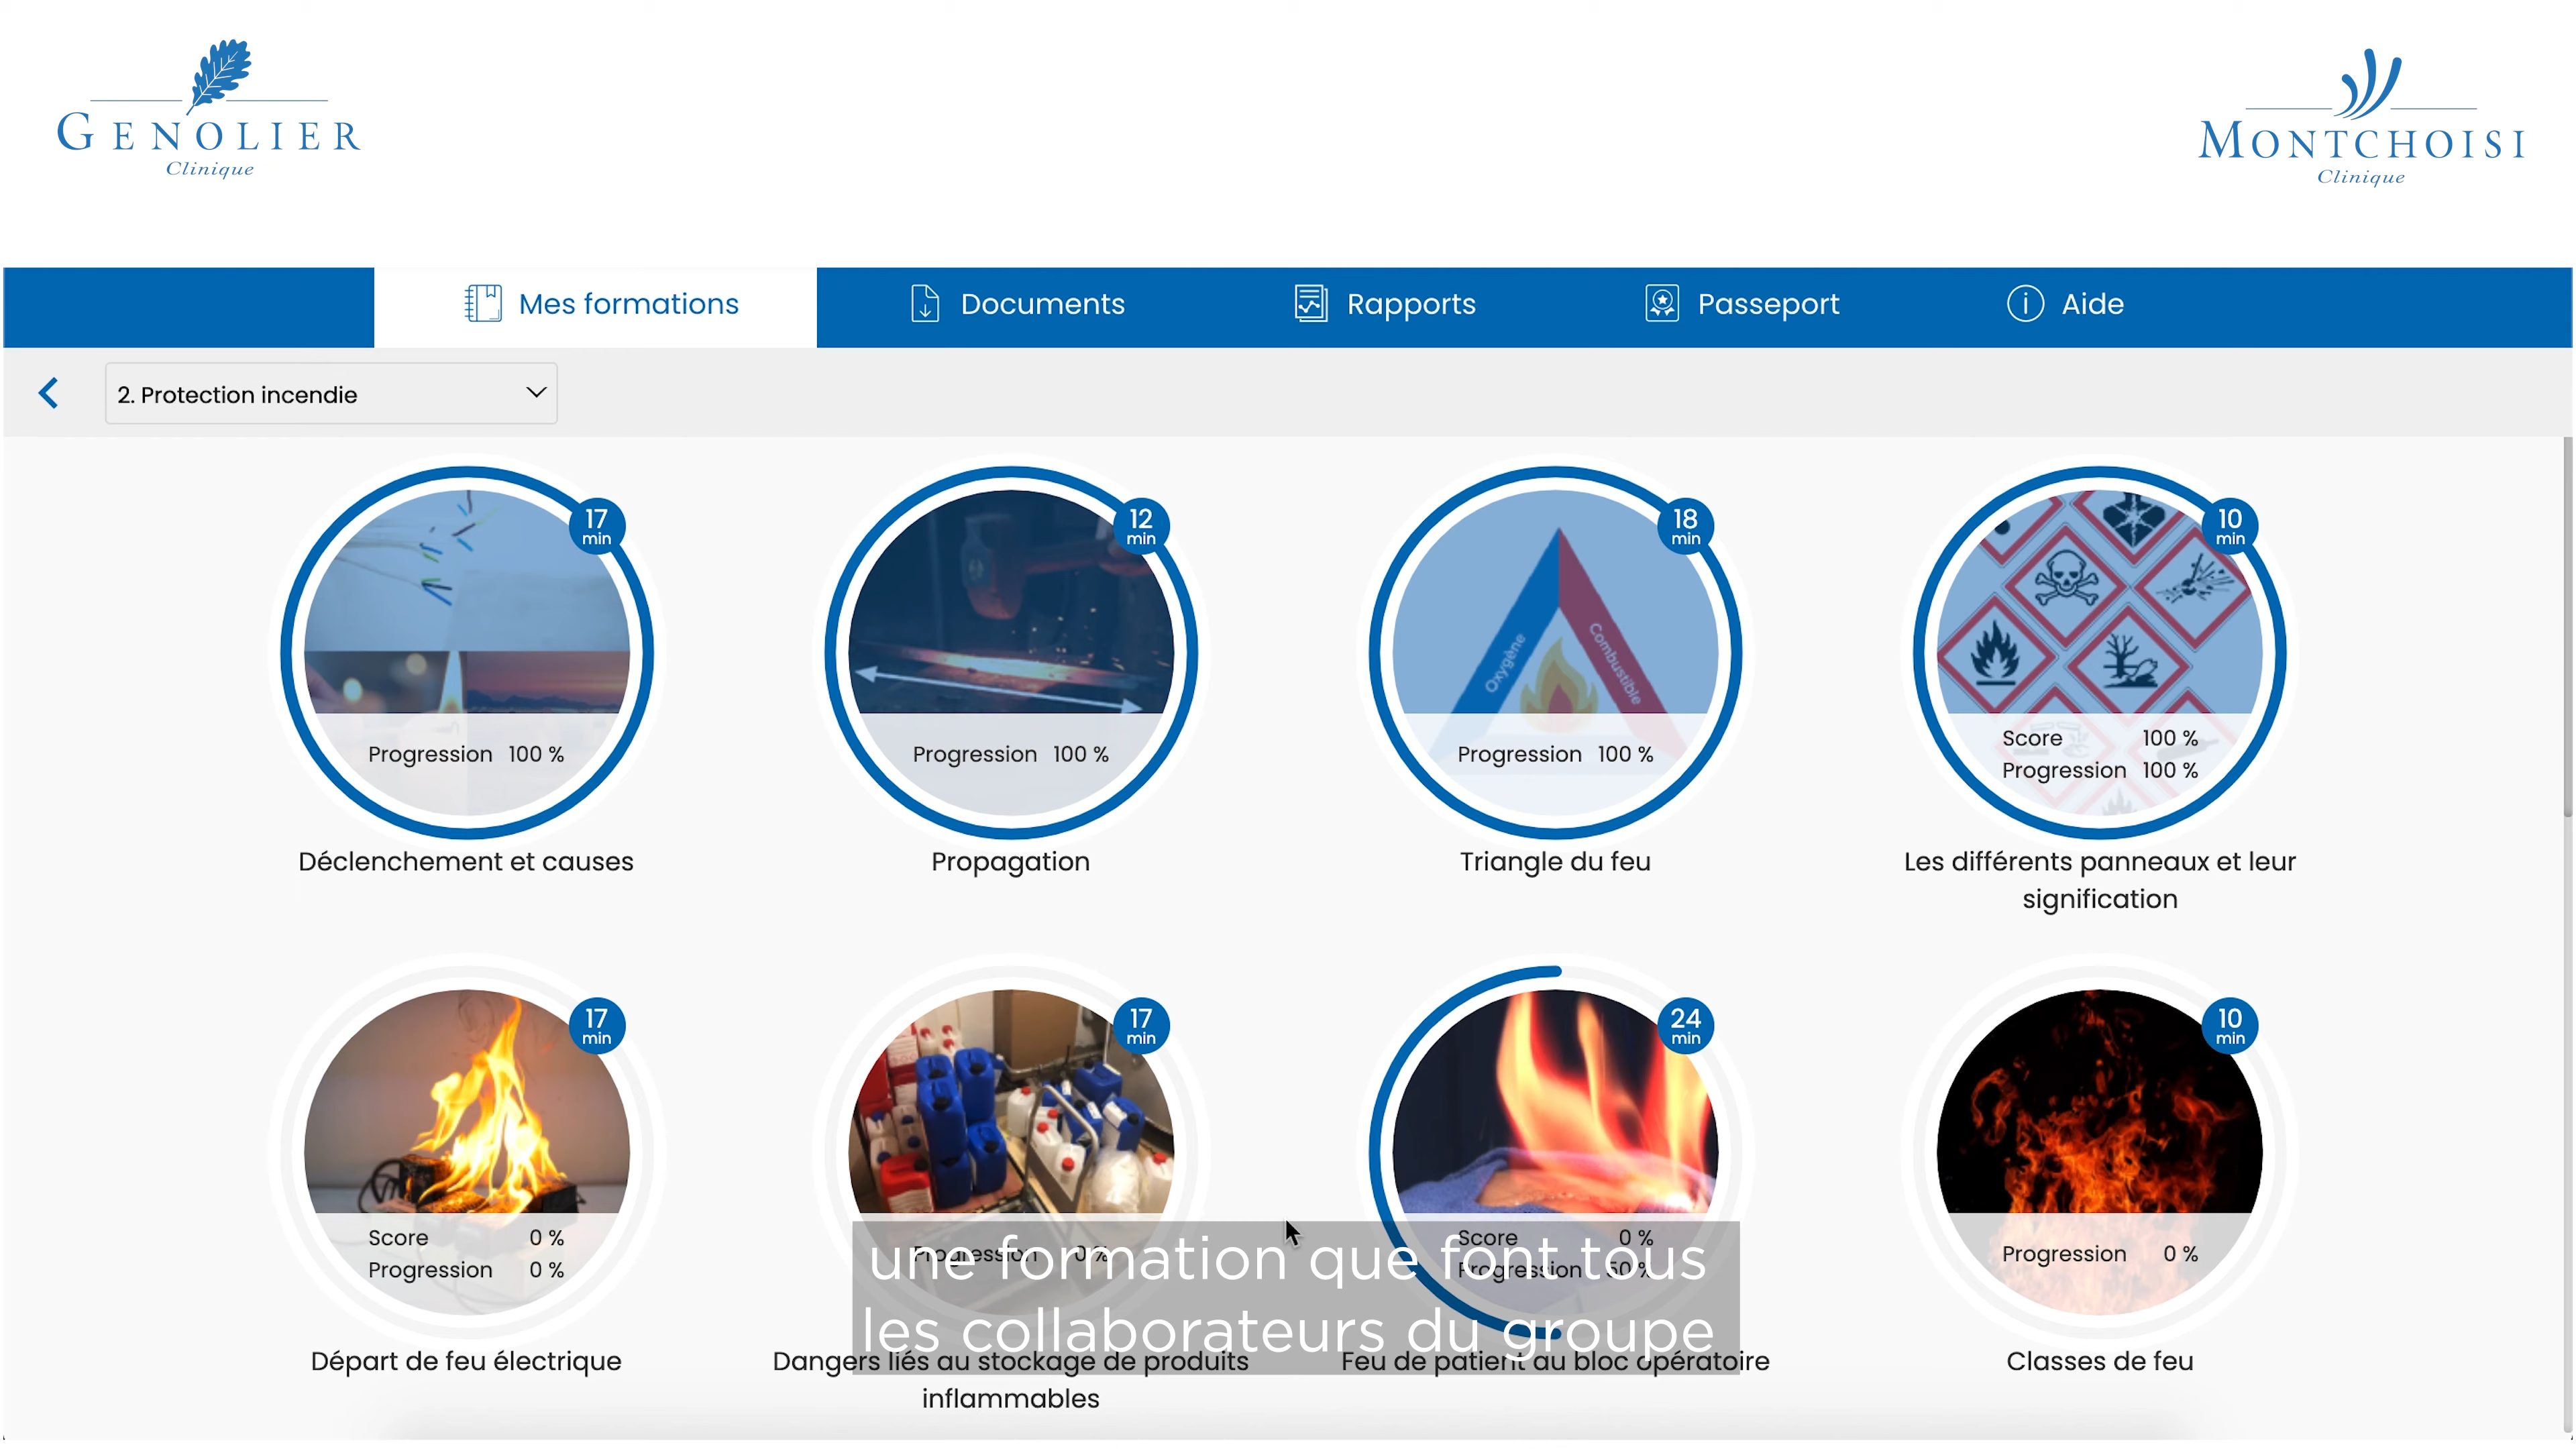 GENOLIER
Clinique
MONTCHOISI
Clinique
Mes formations
Documents
Rapports
Passeport
Aide
2. Protection incendie
17
min
Progression 100 %
Déclenchement et causes
12
min
Progression 100 %
Propagation
18
min
Oxygène
Combustible
Progression 100 %
Triangle du feu
10
min
Score 100 %
Progression 100 %
Les différents panneaux et leur
signification
17
min
Score 0 %
Progression 0 %
Départ de feu électrique
17
min
Progression 0 %
Dangers liés au stockage de produits
inflammables
24
min
Score 0 %
Progression 50 %
Feu de patient au bloc opératoire
10
min
Progression 0 %
Classes de feu
une formation que font tous
les collaborateurs du groupe